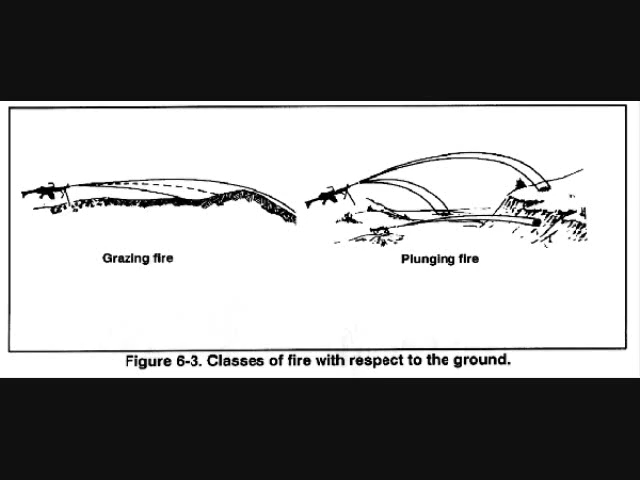 Grazing fire
Plunging fire
Figure 6-3. Classes of fire with respect to the ground.